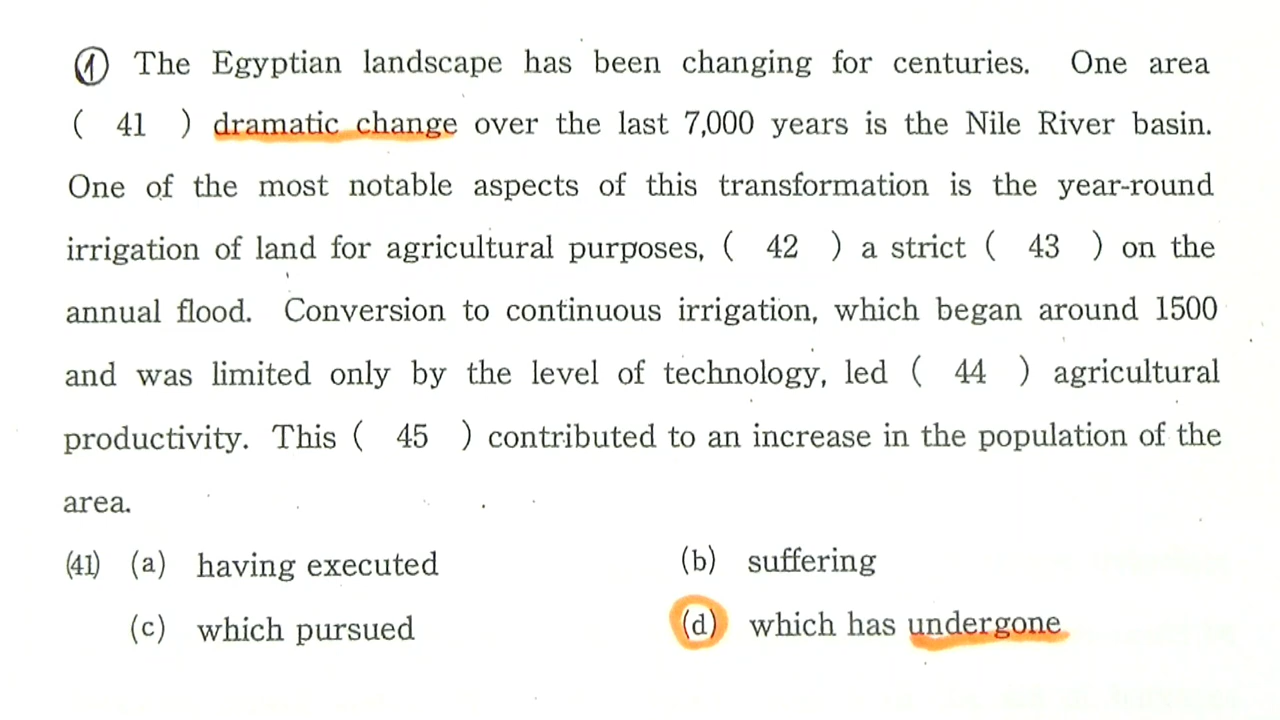 ① The Egyptian landscape has been changing for centuries. One area
( 41 ) dramatic change over the last 7,000 years is the Nile River basin.
One of the most notable aspects of this transformation is the year-round
irrigation of land for agricultural purposes, ( 42 ) a strict ( 43 ) on the
annual flood. Conversion to continuous irrigation, which began around 1500
and was limited only by the level of technology, led ( 44 ) agricultural
productivity. This ( 45 ) contributed to an increase in the population of the
area.
(41) (a) having executed (b) suffering
(c) which pursued (d) which has undergone